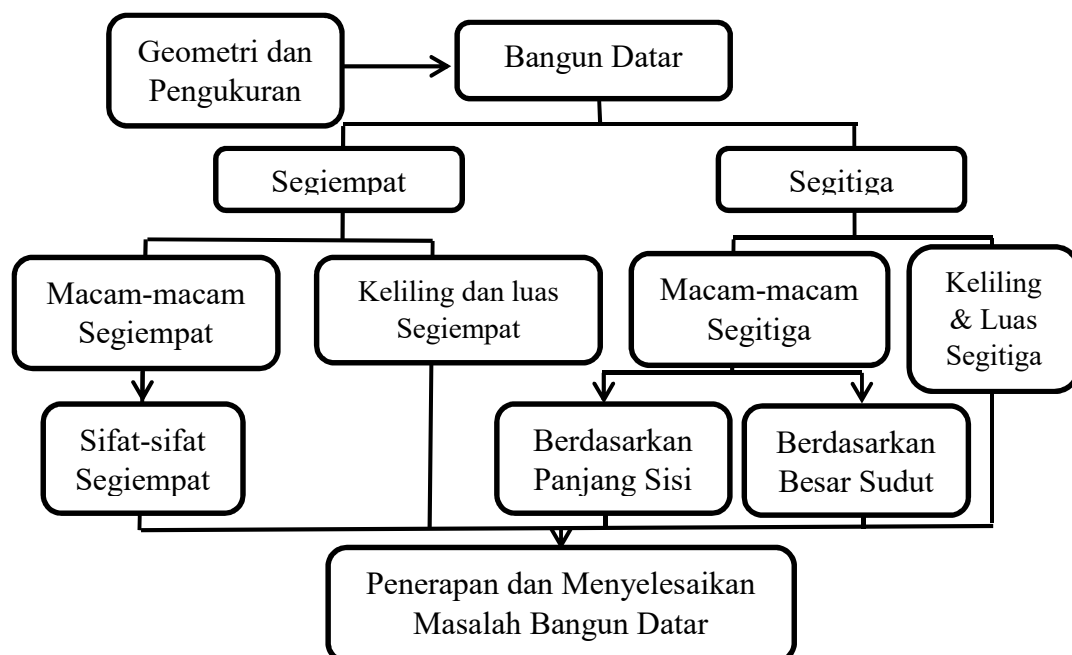 Geometri dan
Pengukuran
Bangun Datar
Segiempat
Segitiga
Macam-macam
Segiempat
Keliling dan luas
Segiempat
Macam-macam
Segitiga
Keliling
& Luas
Segitiga
Sifat-sifat
Segiempat
Berdasarkan
Panjang Sisi
Berdasarkan
Besar Sudut
Penerapan dan Menyelesaikan
Masalah Bangun Datar